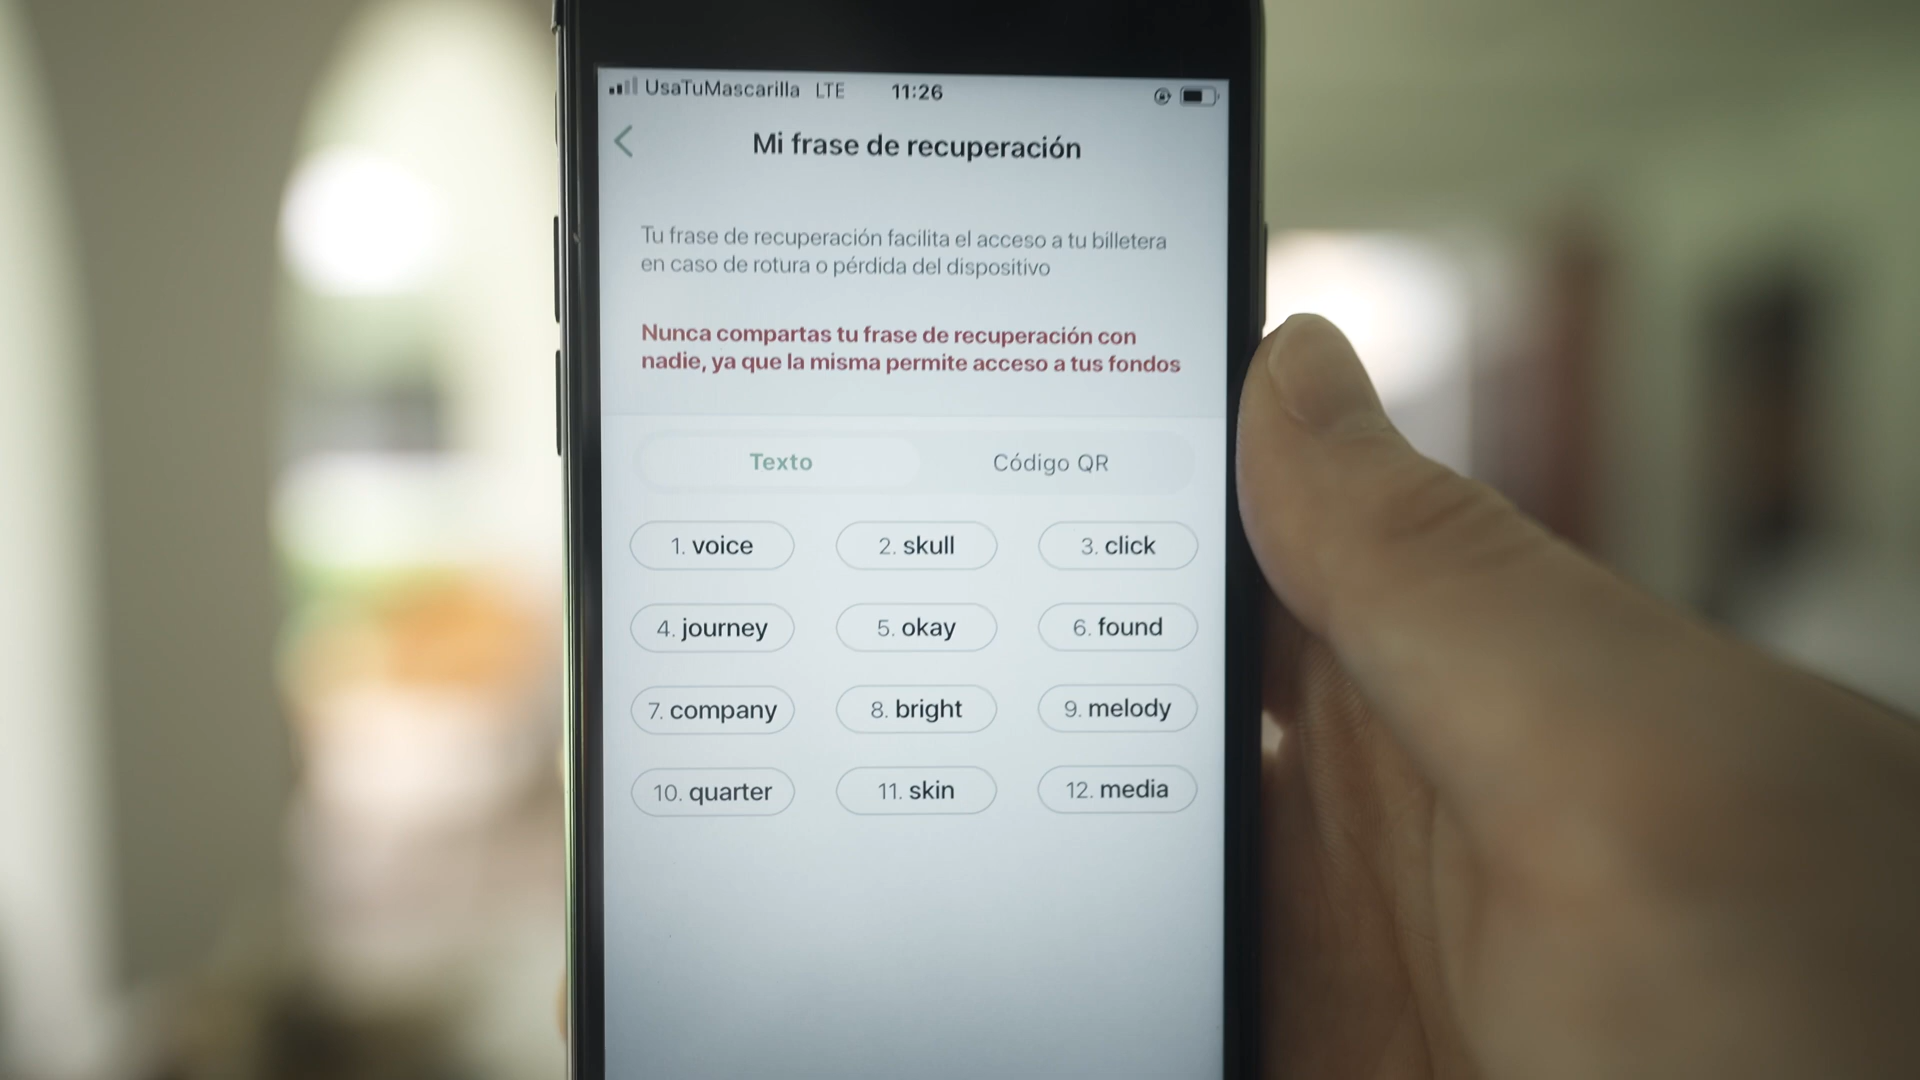 UsaTuMascarilla LTE 11:26
Mi frase de recuperación
Tu frase de recuperación facilita el acceso a tu billetera
en caso de rotura o pérdida del dispositivo
Nunca compartas tu frase de recuperación con
nadie, ya que la misma permite acceso a tus fondos
Texto Código QR
1. voice 2. skull 3. click
4. journey 5. okay 6. found
7. company 8. bright 9. melody
10. quarter 11. skin 12. media